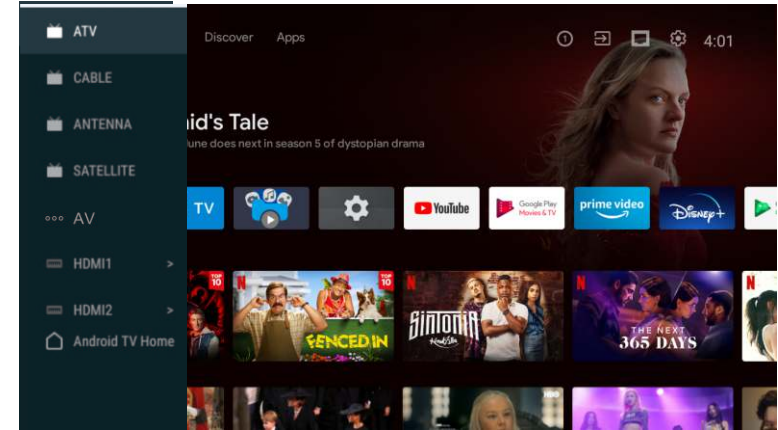 ATV
CABLE
ANTENNA
SATELLITE
AV
HDMI1 >
HDMI2 >
Android TV Home
Discover Apps
1
4:01
id's Tale
une does next in season 5 of dystopian drama
TV
YouTube
Google Play
Movies & TV
prime video
Disney+
N
TOP
10
FENCED IN
N
SINTONIA
N
THE NEXT
365 DAYS
N
HBO